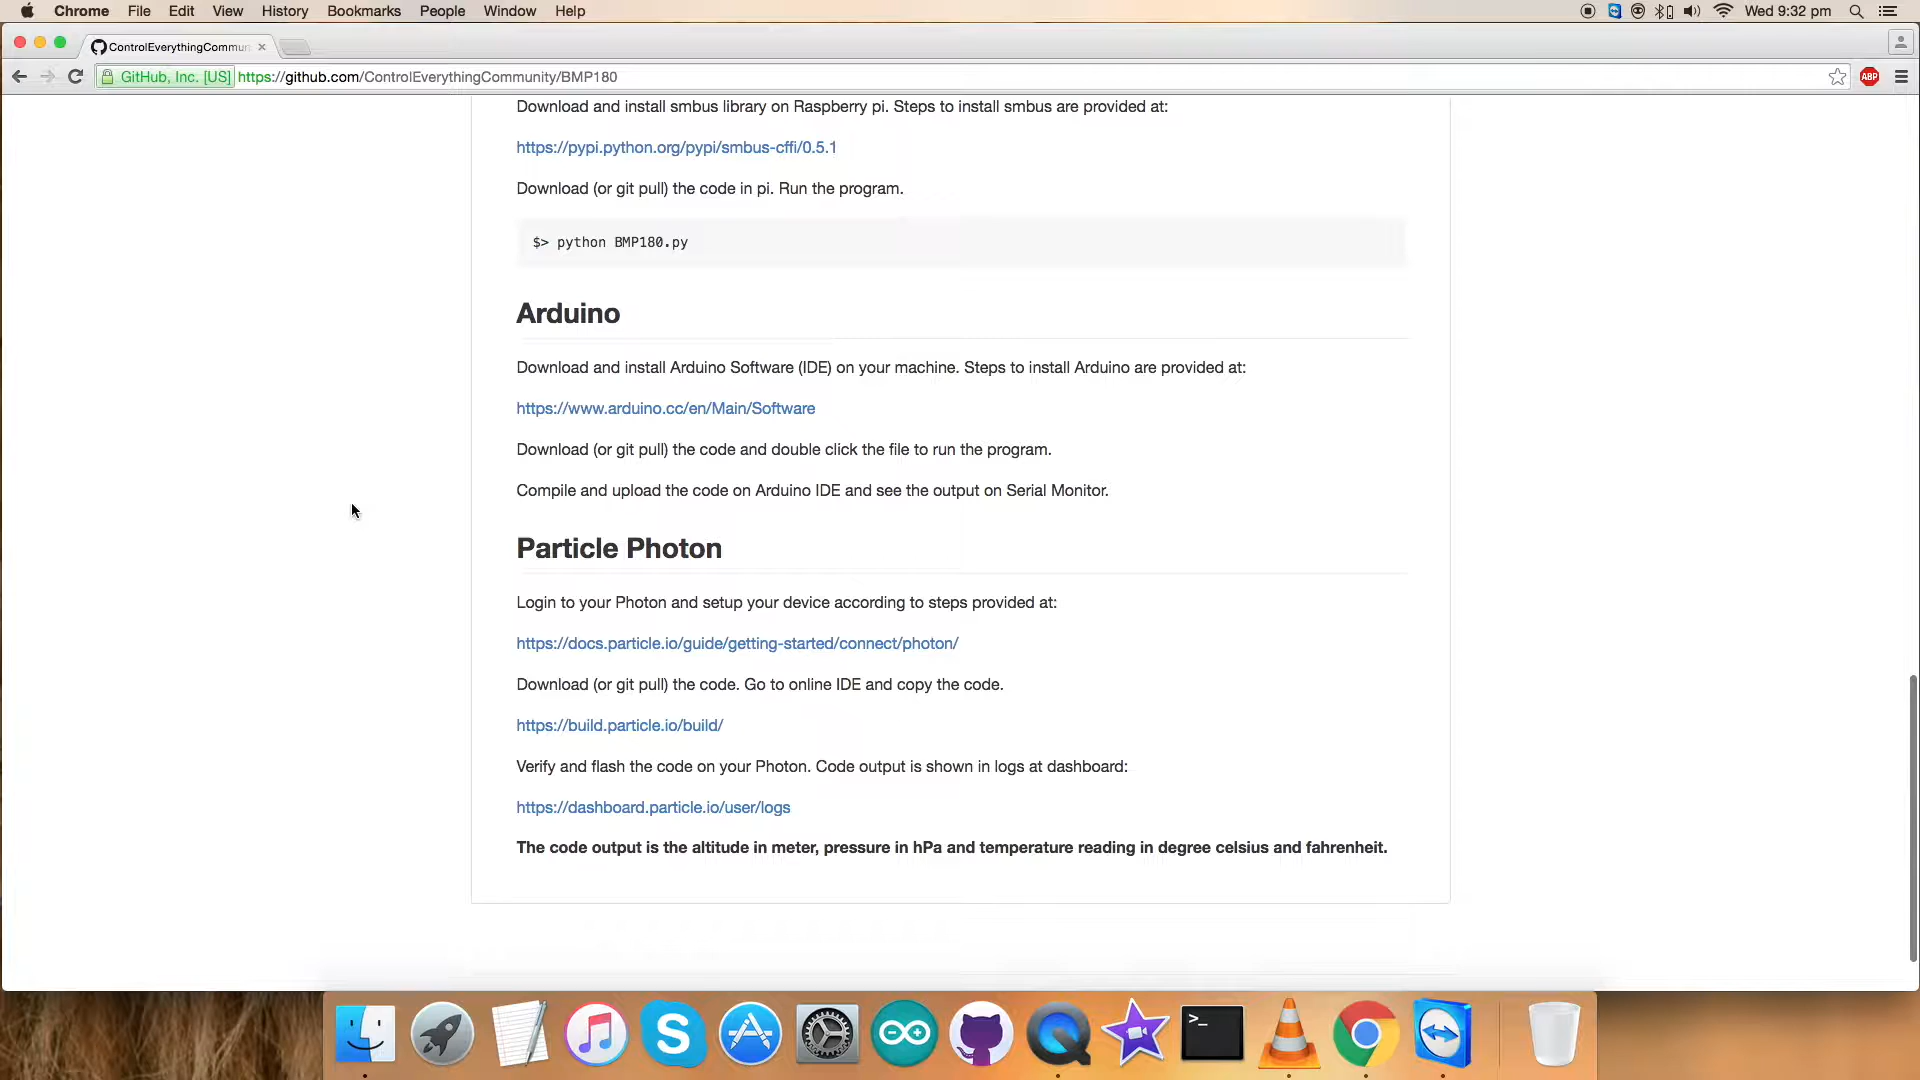 Chrome File Edit View History Bookmarks People Window Help Wed 9:32 pm
ControlEverythingCommun
GitHub, Inc. [US] https://github.com/ControlEverythingCommunity/BMP180
ABP
Download and install smbus library on Raspberry pi. Steps to install smbus are provided at:
https://pypi.python.org/pypi/smbus-cffi/0.5.1
Download (or git pull) the code in pi. Run the program.
$> python BMP180.py
Arduino
Download and install Arduino Software (IDE) on your machine. Steps to install Arduino are provided at:
https://www.arduino.cc/en/Main/Software
Download (or git pull) the code and double click the file to run the program.
Compile and upload the code on Arduino IDE and see the output on Serial Monitor.
Particle Photon
Login to your Photon and setup your device according to steps provided at:
https://docs.particle.io/guide/getting-started/connect/photon/
Download (or git pull) the code. Go to online IDE and copy the code.
https://build.particle.io/build/
Verify and flash the code on your Photon. Code output is shown in logs at dashboard:
https://dashboard.particle.io/user/logs
The code output is the altitude in meter, pressure in hPa and temperature reading in degree celsius and fahrenheit.